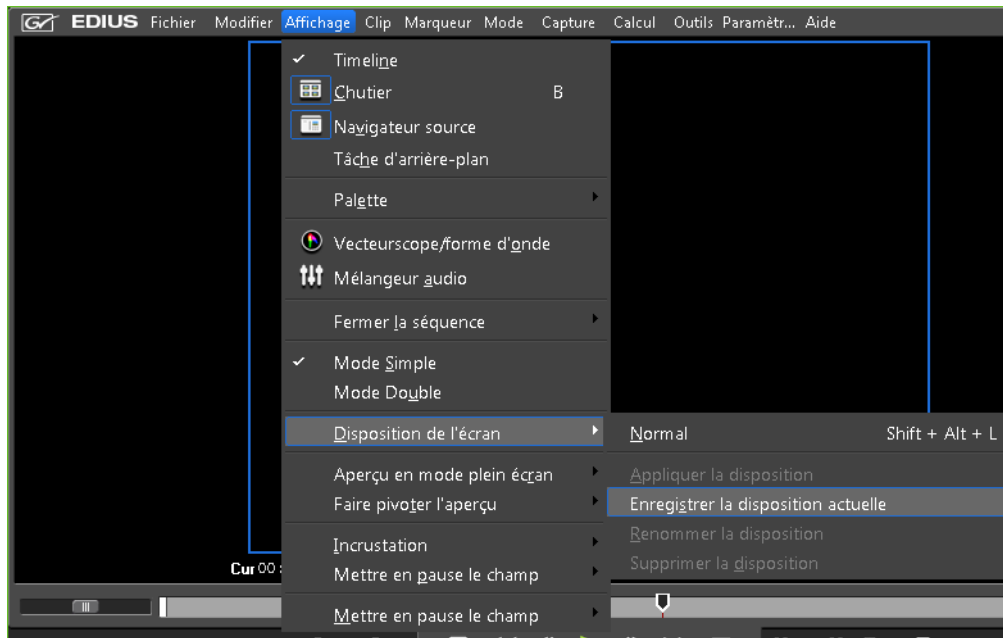 EDIUS Fichier Modifier Affichage Clip Marqueur Mode Capture Calcul Outils Paramètr... Aide
Timeline
Chutier B
Navigateur source
Tâche d'arrière-plan
Palette
Vecteurscope/forme d'onde
Mélangeur audio
Fermer la séquence
Mode Simple
Mode Double
Disposition de l'écran
Normal Shift + Alt + L
Appliquer la disposition
Aperçu en mode plein écran
Enregistrer la disposition actuelle
Faire pivoter l'aperçu
Renommer la disposition
Incrustation
Supprimer la disposition
Cur 00
Mettre en pause le champ
Mettre en pause le champ